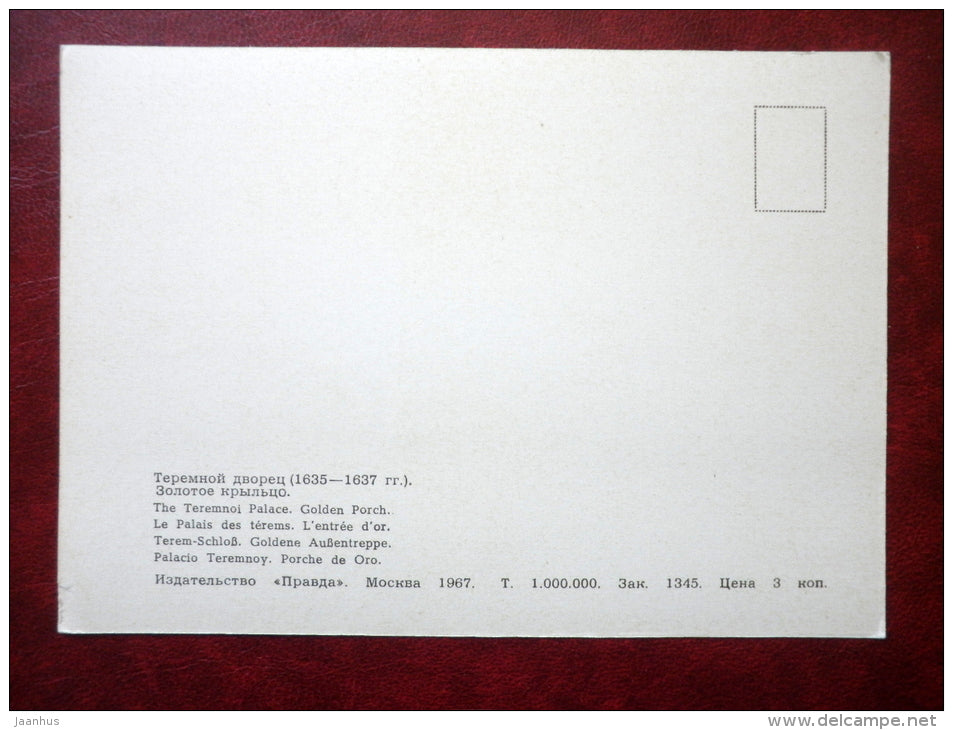 Теремной дворец (1635—1637 гг.).
Золотое крыльцо.
The Teremnoi Palace. Golden Porch.
Le Palais des térems. L'entrée d'or.
Terem-Schloß. Goldene Außentreppe.
Palacio Teremnoy. Porche de Oro.
Издательство «Правда». Москва 1967. Т. 1.000.000. Зак. 1345. Цена 3 коп.
jaanhus
www.delcampe.net